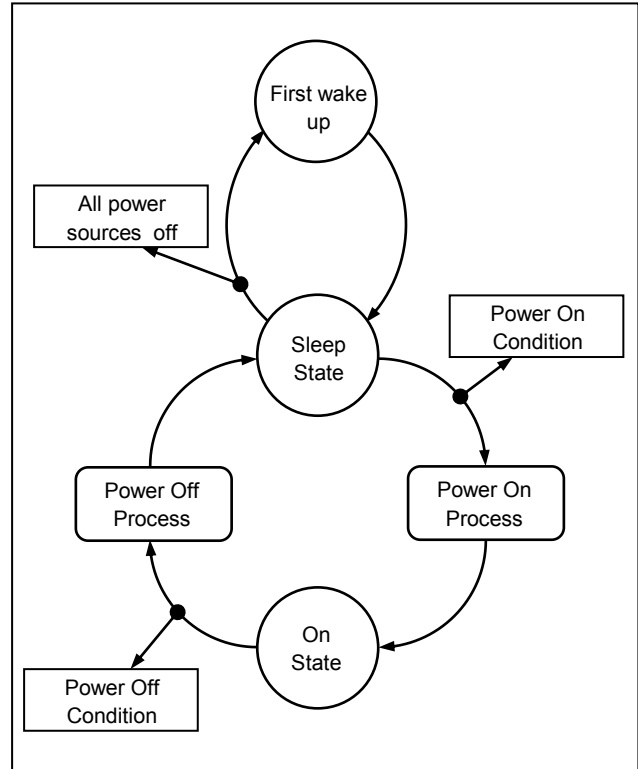 First wake
up
All power
sources off
Power On
Condition
Sleep
State
Power Off
Process
Power On
Process
On
State
Power Off
Condition